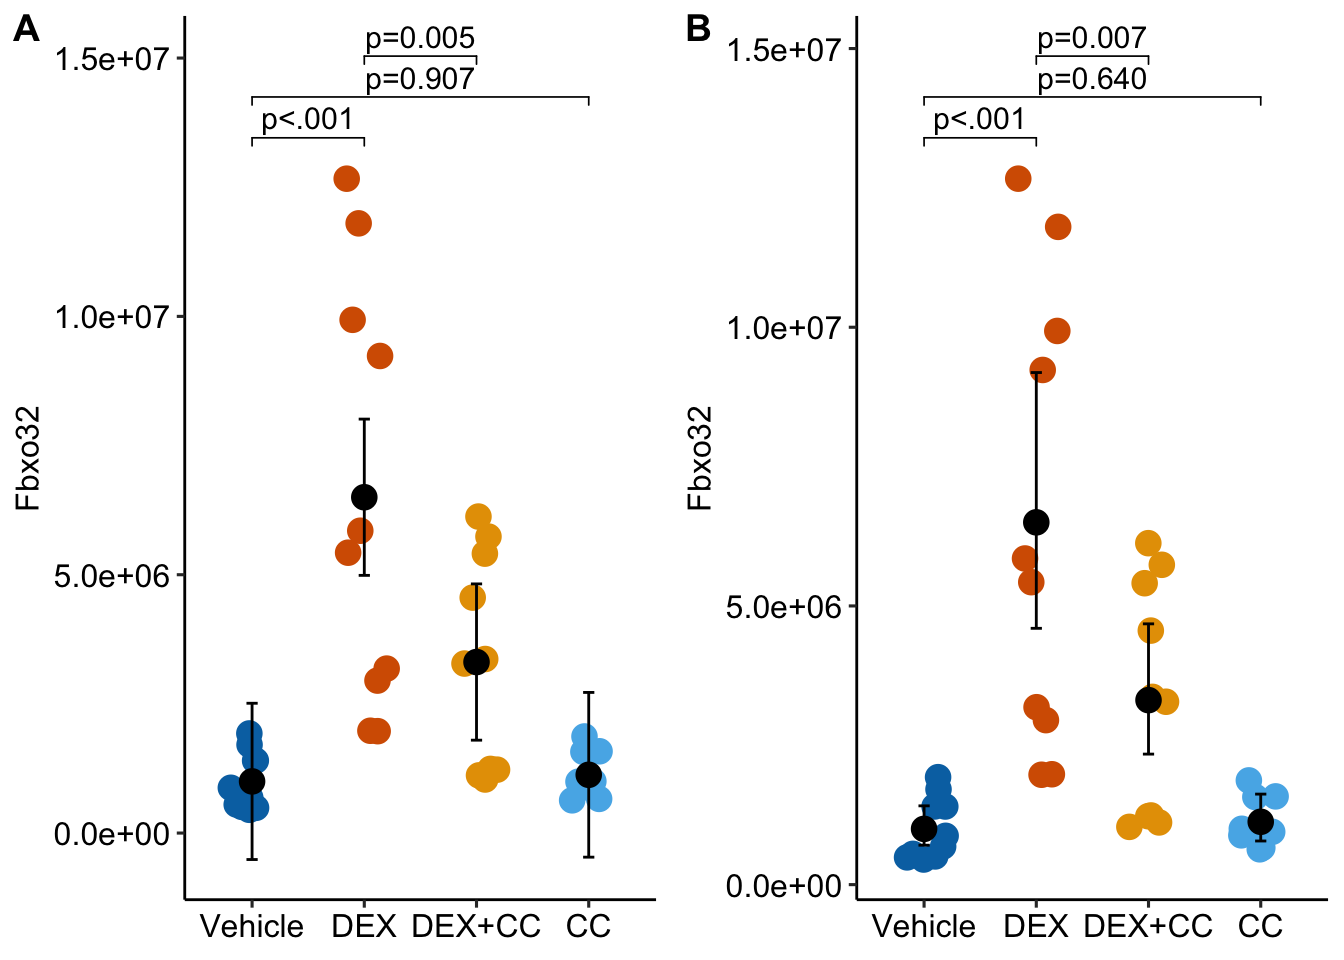 A
Fbxo32
1.5e+07
1.0e+07
5.0e+06
0.0e+00
p=0.005
p=0.907
p<.001
Vehicle DEX DEX+CC CC
B
Fbxo32
1.5e+07
1.0e+07
5.0e+06
0.0e+00
p=0.007
p=0.640
p<.001
Vehicle DEX DEX+CC CC